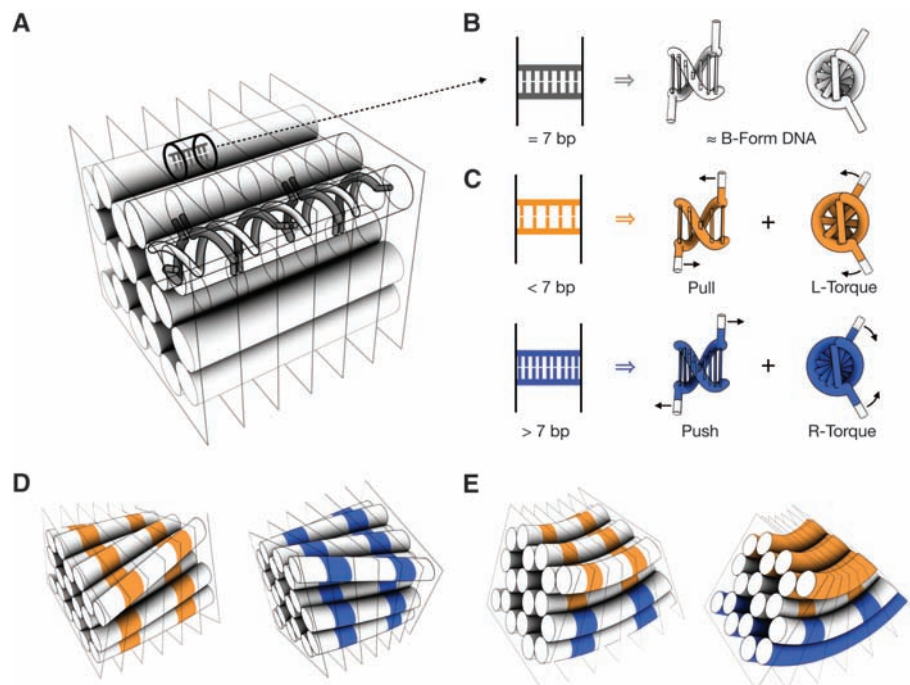 A
B
= 7 bp
⇒
≈ B-Form DNA
C
⇒
+
< 7 bp
Pull
L-Torque
⇒
+
> 7 bp
Push
R-Torque
D
E